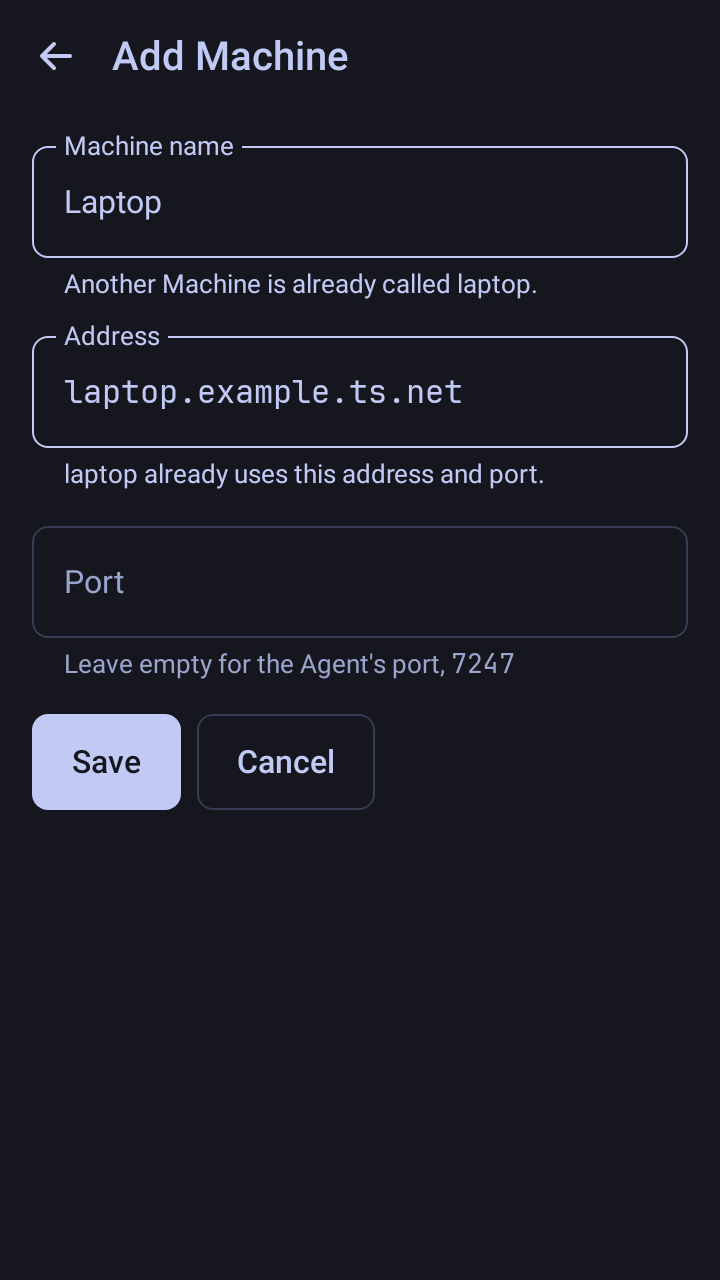 Add Machine
Machine name
Laptop
Another Machine is already called laptop.
Address
laptop.example.ts.net
laptop already uses this address and port.
Port
Leave empty for the Agent's port, 7247
Save
Cancel